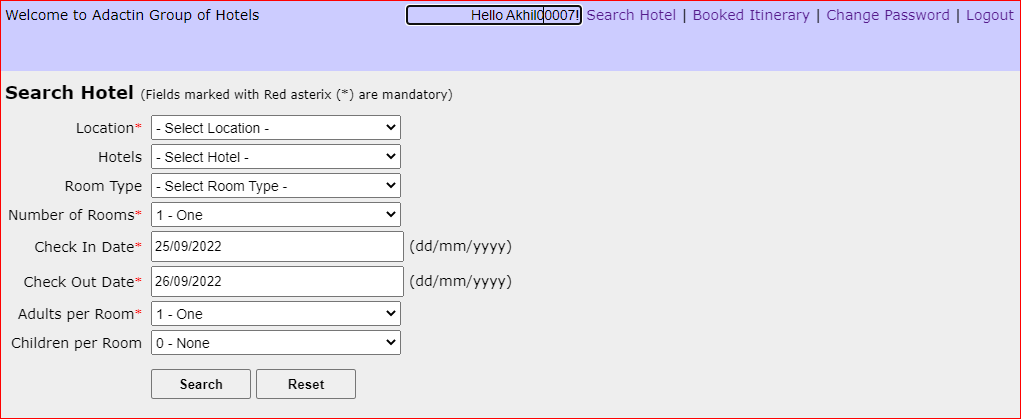 Welcome to Adactin Group of Hotels Hello Akhil00007! Search Hotel | Booked Itinerary | Change Password | Logout
Search Hotel (Fields marked with Red asterix (*) are mandatory)
Location* - Select Location -
Hotels - Select Hotel -
Room Type - Select Room Type -
Number of Rooms* 1 - One
Check In Date* 25/09/2022 (dd/mm/yyyy)
Check Out Date* 26/09/2022 (dd/mm/yyyy)
Adults per Room* 1 - One
Children per Room 0 - None
Search Reset